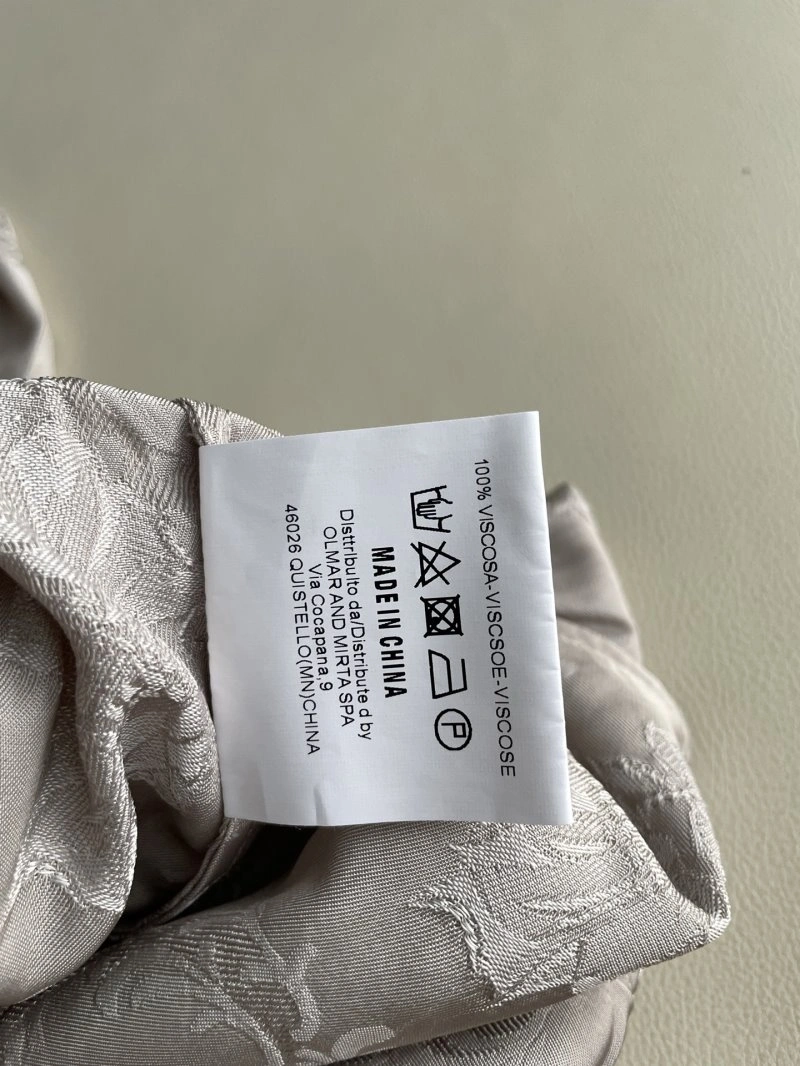 100% VISCOSA-VISCSOE-VISCOSE
P
MADE IN CHINA
Disttribuito da/Distribute d by
OLMAR AND MIRTA SPA
Via Cocapana,9
46026 QUISTELLO(MN)CHINA